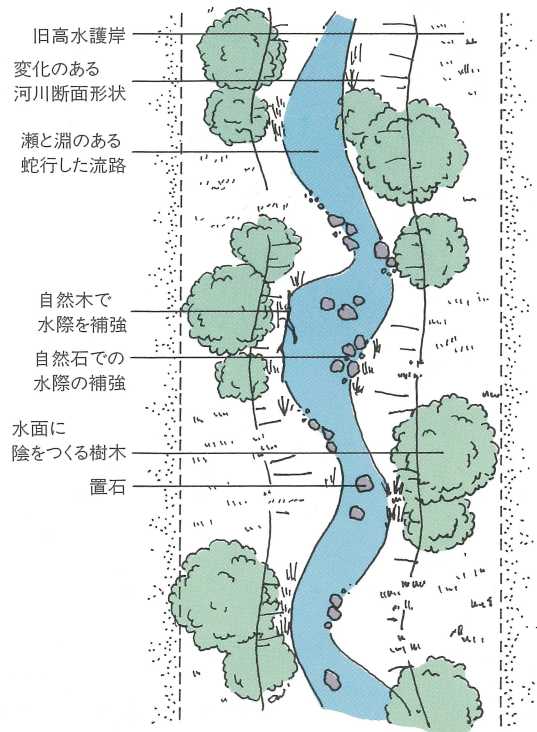 旧高水護岸
変化のある
河川断面形状
瀬と淵のある
蛇行した流路
自然木で
水際を補強
自然石での
水際の補強
水面に
陰をつくる樹木
置石